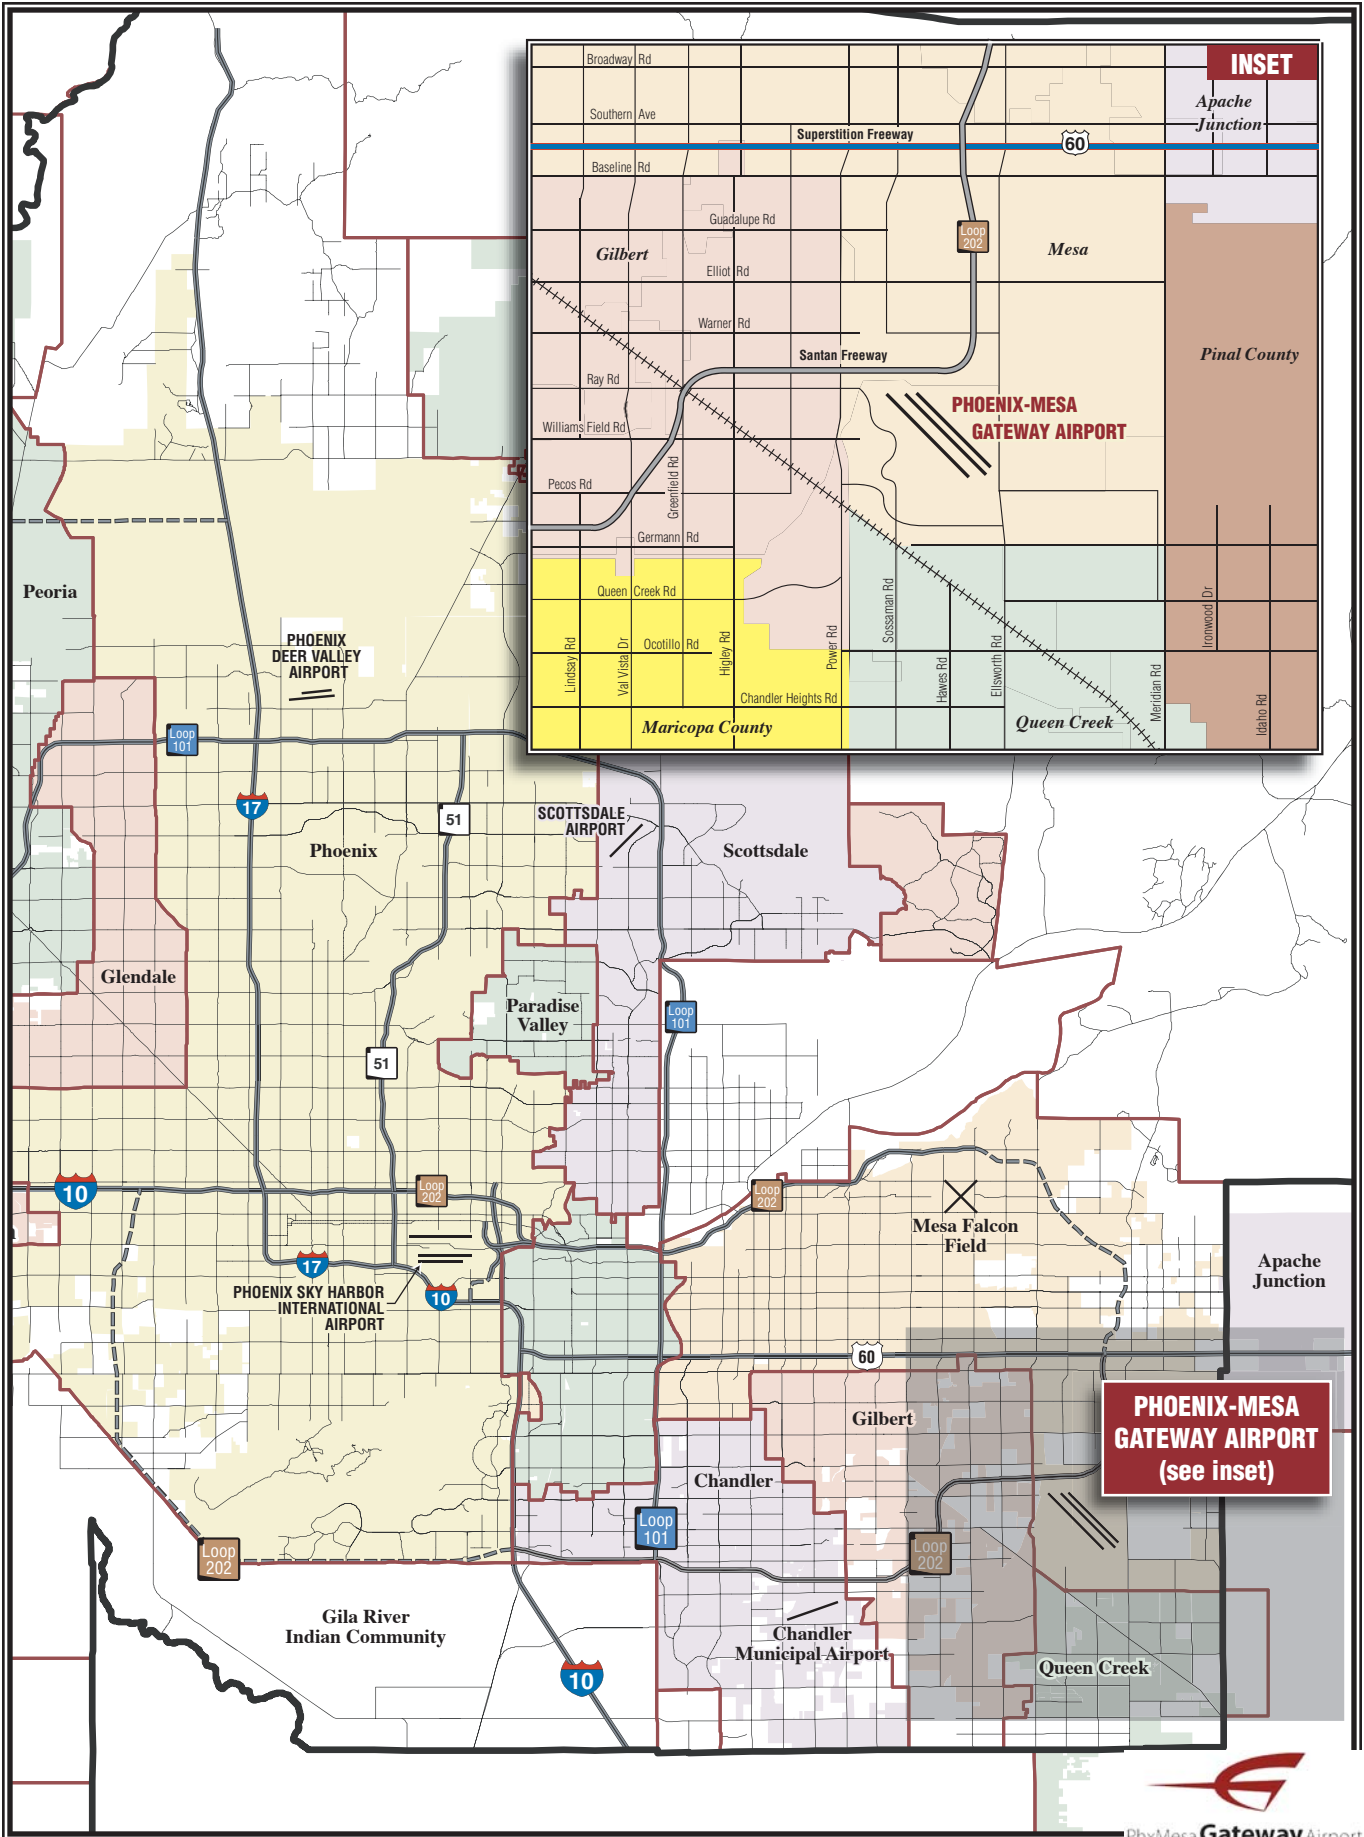 INSET
Broadway Rd
Apache
Junction
Southern Ave
Superstition Freeway
60
Baseline Rd
Guadalupe Rd
Loop
202
Gilbert
Mesa
Elliot Rd
Warner Rd
Santan Freeway
Pinal County
Ray Rd
PHOENIX-MESA
GATEWAY AIRPORT
Williams Field Rd
Greenfield Rd
Pecos Rd
Germann Rd
Queen Creek Rd
Sossaman Rd
Ironwood Dr
Lindsay Rd
Val Vista Dr
Ocotillo Rd
Higley Rd
Power Rd
Hawes Rd
Ellsworth Rd
Meridian Rd
Idaho Rd
Chandler Heights Rd
Maricopa County
Queen Creek
Peoria
PHOENIX
DEER VALLEY
AIRPORT
Loop
101
17
51
SCOTTSDALE
AIRPORT
Phoenix
Scottsdale
Glendale
Paradise
Valley
Loop
101
51
10
Loop
202
Loop
202
Mesa Falcon
Field
Apache
Junction
17
PHOENIX SKY HARBOR
INTERNATIONAL
AIRPORT
10
60
PHOENIX-MESA
GATEWAY AIRPORT
(see inset)
Gilbert
Chandler
Loop
101
Loop
202
Loop
202
Gila River
Indian Community
Chandler
Municipal Airport
Queen Creek
10
PhxMesa Gateway Airport